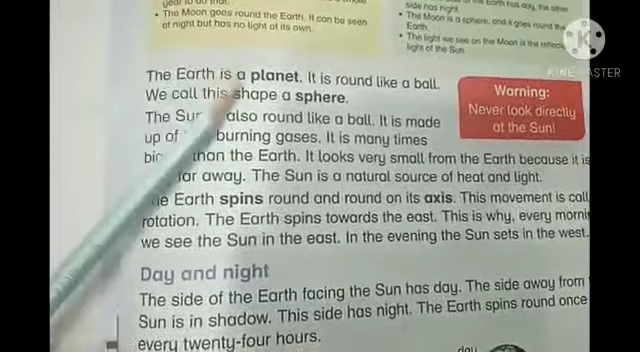 year to do that.
• The Moon goes round the Earth. It can be seen
at night but has no light of its own.
side has night.
• The Moon is a sphere, and it goes round the
Earth.
• The light we see on the Moon is the
light of the Sun
KINEMASTER
The Earth is a planet. It is round like a ball.
We call this shape a sphere.
Warning:
Never look directly
at the Sun!
The also round like a ball. It is made
up of burning gases. It is many times
than the Earth. It looks very small from the Earth because it is
away. The Sun is a natural source of heat and light.
Earth spins round and round on its axis. This movement is
rotation. The Earth spins towards the east. This is why, every
we see the Sun in the east. In the evening the Sun sets in the west.
Day and night
The side of the Earth facing the Sun has day. The side away from
Sun is in shadow. This side has night. The Earth spins round once
every twenty-four hours.
day